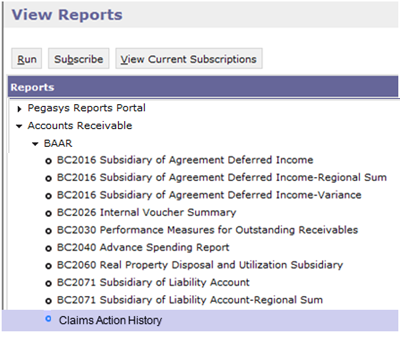 View Reports
Run Subscribe View Current Subscriptions
Reports
Pegasys Reports Portal
Accounts Receivable
BAAR
BC2016 Subsidiary of Agreement Deferred Income
BC2016 Subsidiary of Agreement Deferred Income-Regional Sum
BC2016 Subsidiary of Agreement Deferred Income-Variance
BC2026 Internal Voucher Summary
BC2030 Performance Measures for Outstanding Receivables
BC2040 Advance Spending Report
BC2060 Real Property Disposal and Utilization Subsidiary
BC2071 Subsidiary of Liability Account
BC2071 Subsidiary of Liability Account-Regional Sum
Claims Action History